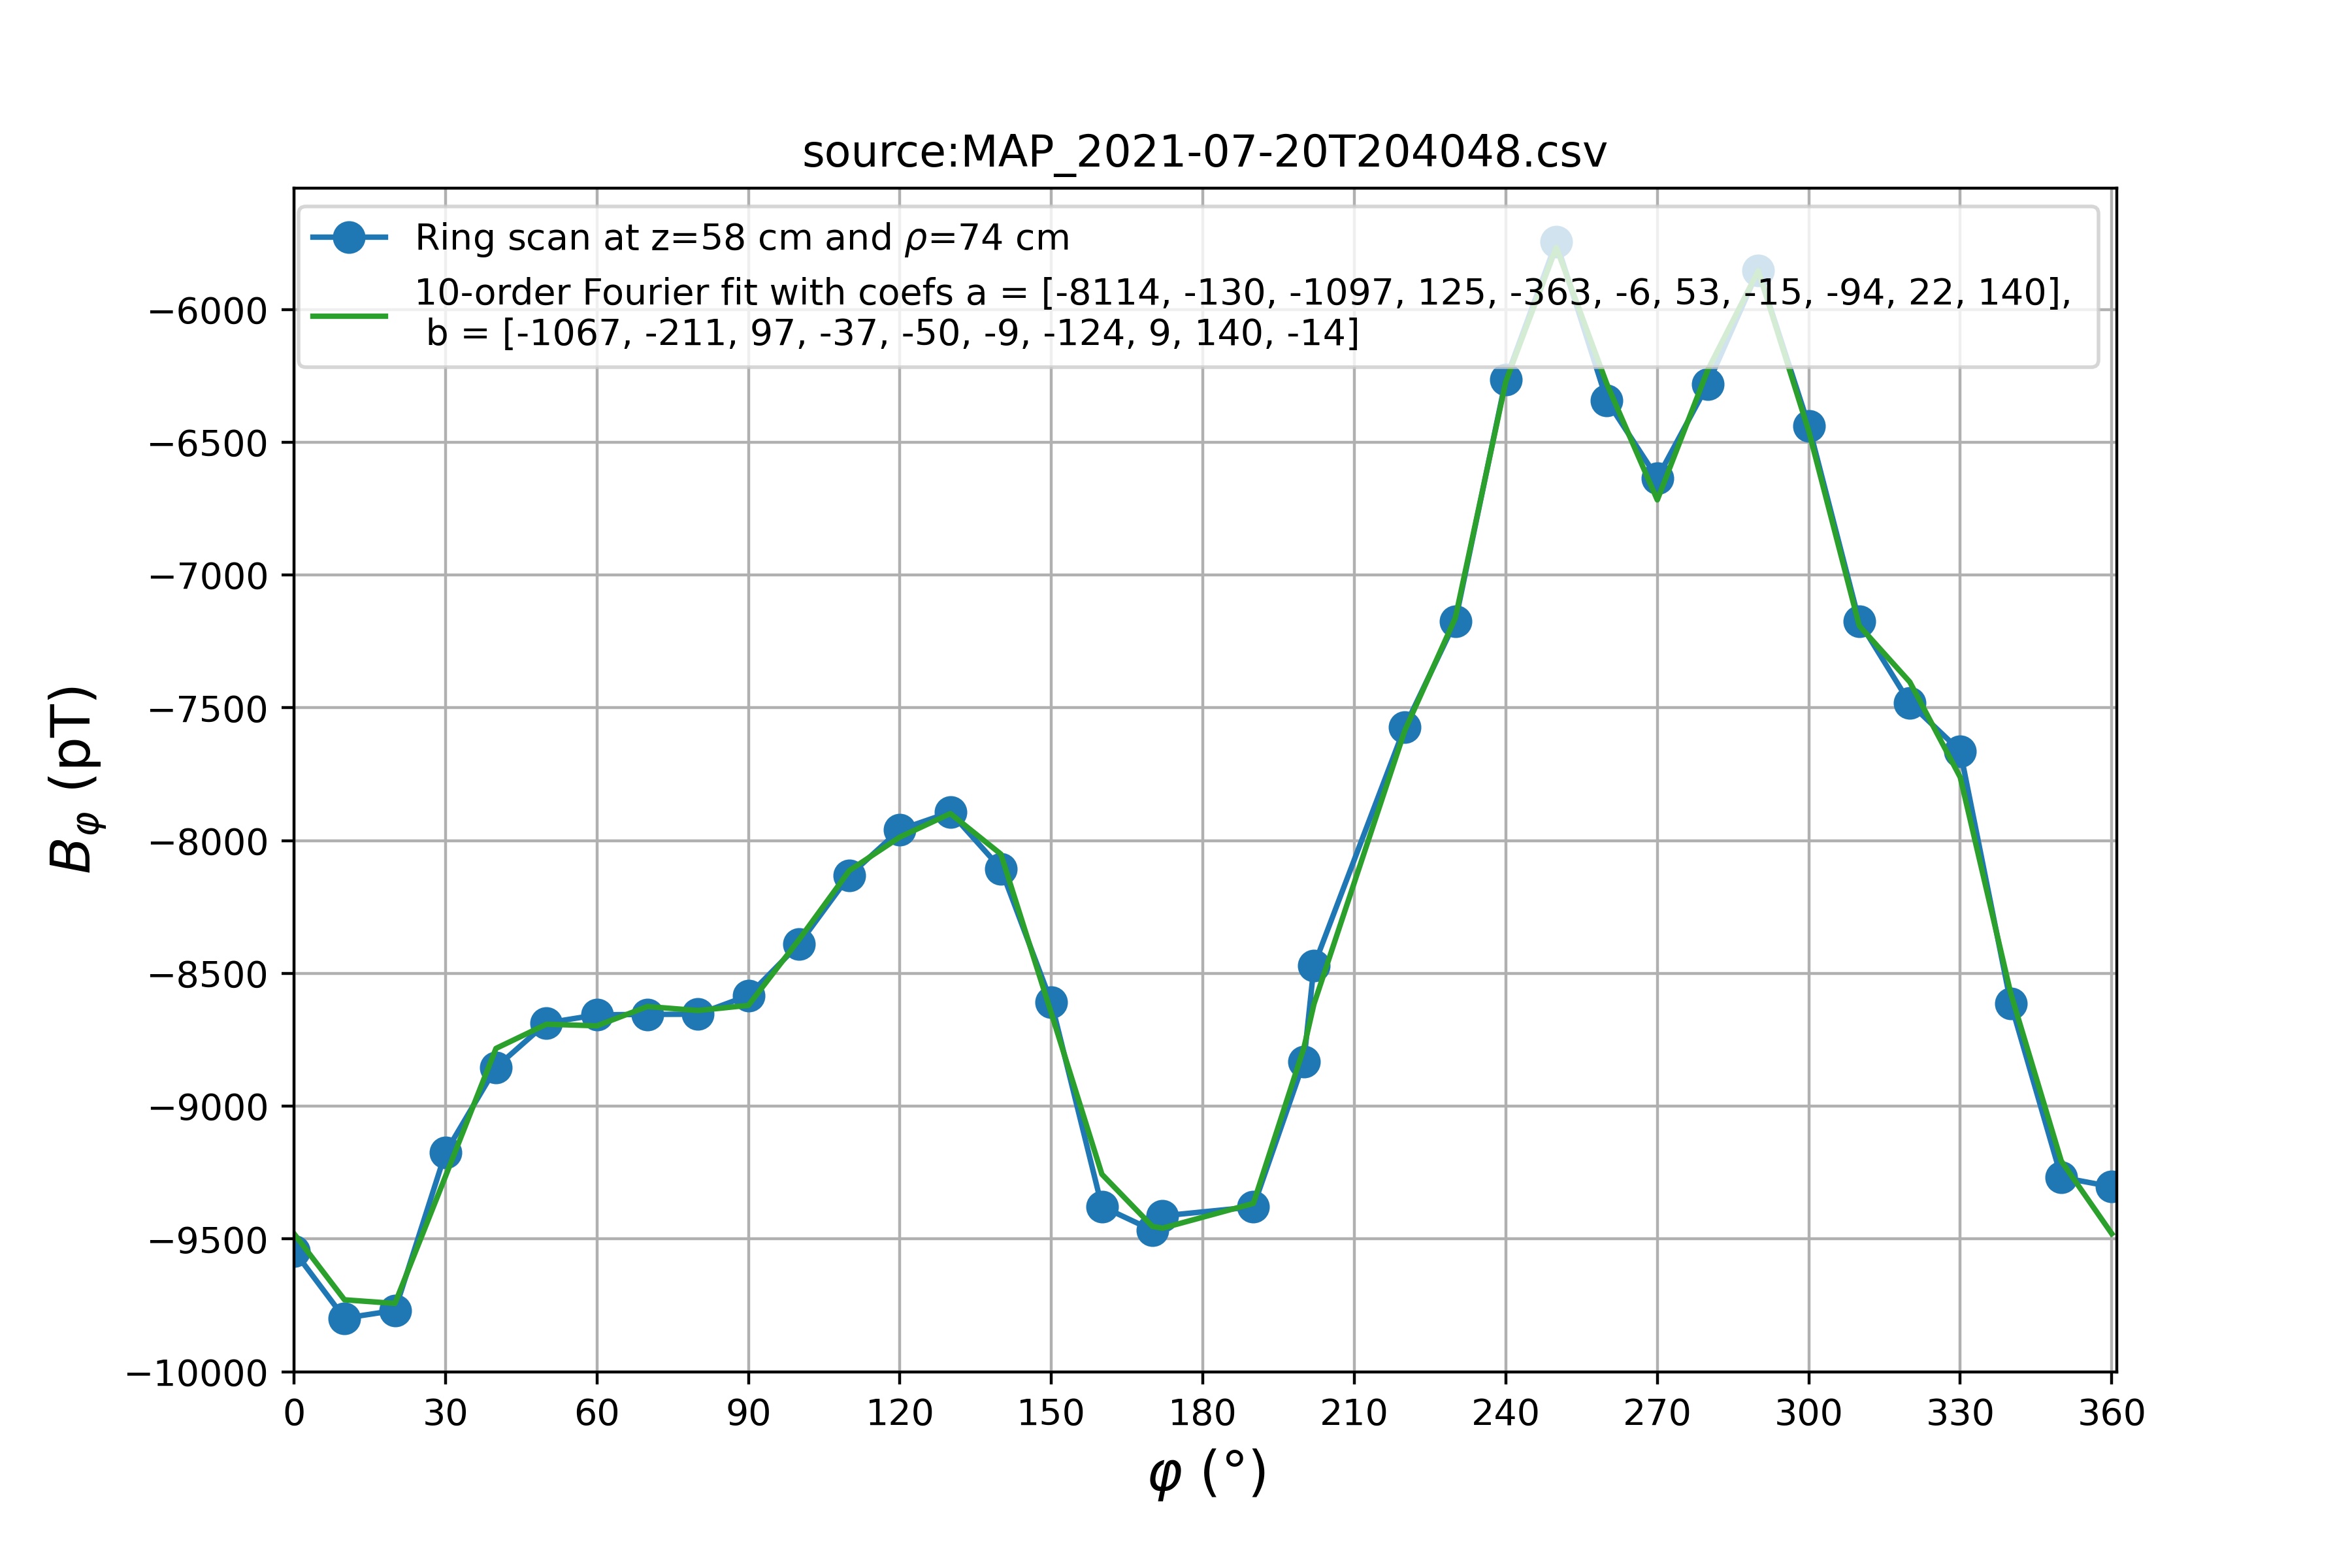 source:MAP_2021-07-20T204048.csv
Ring scan at z=58 cm and ρ=74 cm
10-order Fourier fit with coefs a = [-8114, -130, -1097, 125, -363, -6, 53, -15, -94, 22, 140],
b = [-1067, -211, 97, -37, -50, -9, -124, 9, 140, -14]
−6000
−6500
−7000
−7500
−8000
−8500
−9000
−9500
−10000
Bφ (pT)
0 30 60 90 120 150 180 210 240 270 300 330 360
φ (°)